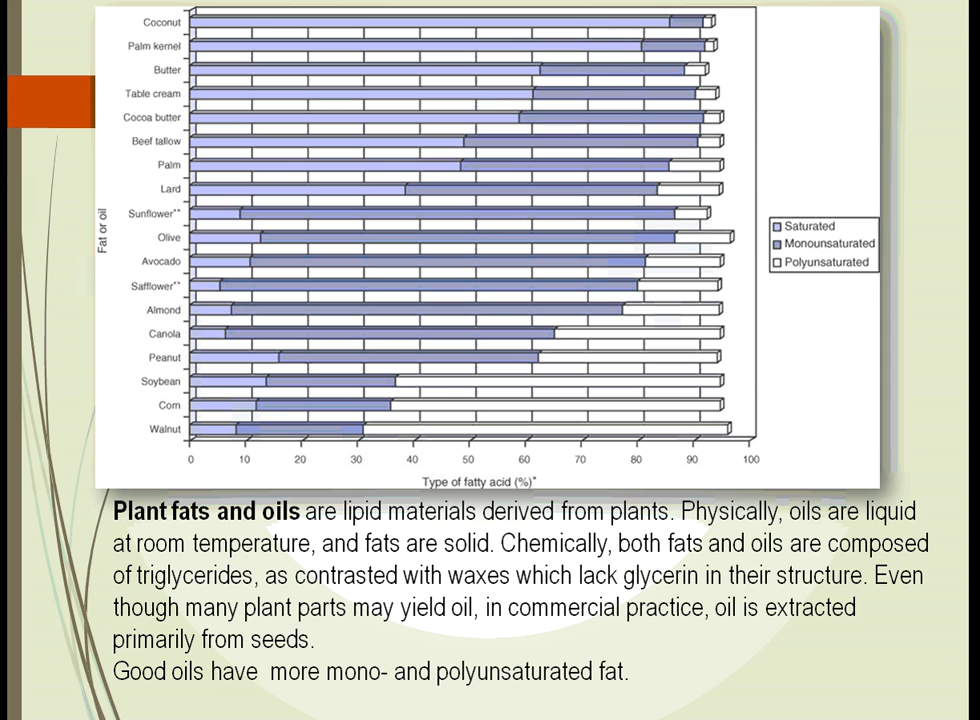 Coconut
Palm kernel
Butter
Table cream
Cocoa butter
Beef tallow
Palm
Lard
Sunflower**
Olive
Avocado
Safflower**
Almond
Canola
Peanut
Soybean
Corn
Walnut
Fat or oil
0 10 20 30 40 50 60 70 80 90 100
Type of fatty acid (%)*
Saturated
Monounsaturated
Polyunsaturated
Plant fats and oils are lipid materials derived from plants. Physically, oils are liquid
at room temperature, and fats are solid. Chemically, both fats and oils are composed
of triglycerides, as contrasted with waxes which lack glycerin in their structure. Even
though many plant parts may yield oil, in commercial practice, oil is extracted
primarily from seeds.
Good oils have more mono- and polyunsaturated fat.